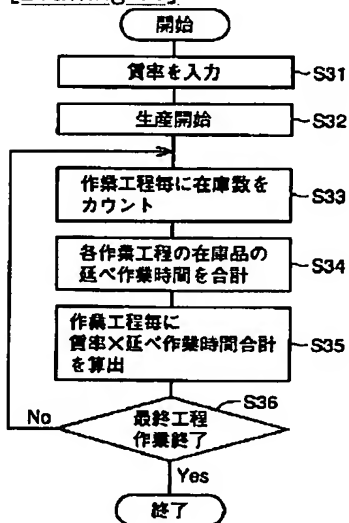 開始
賃率を入力
S31
生産開始
S32
作業工程毎に在庫数を
カウント
S33
各作業工程の在庫品の
延べ作業時間を合計
S34
作業工程毎に
賃率×延べ作業時間合計
を算出
S35
S36
最終工程
作業終了
No
Yes
終了